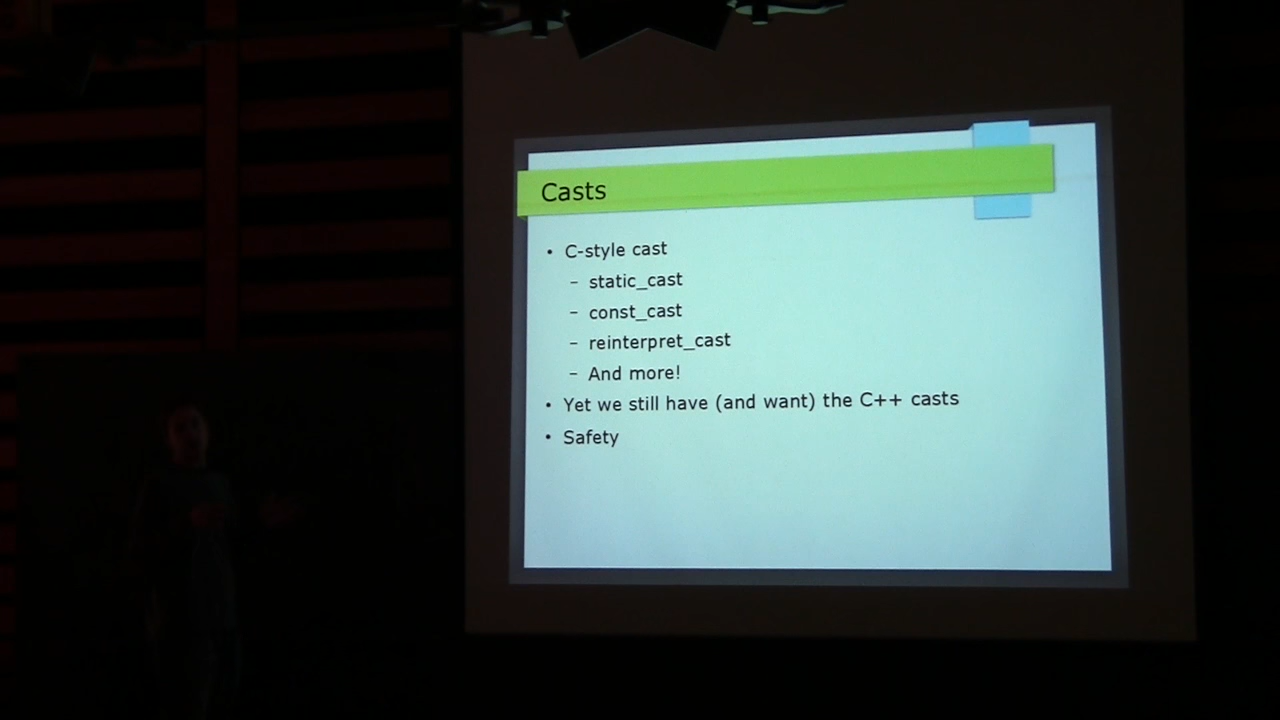 Casts
• C-style cast
– static_cast
– const_cast
– reinterpret_cast
– And more!
• Yet we still have (and want) the C++ casts
• Safety